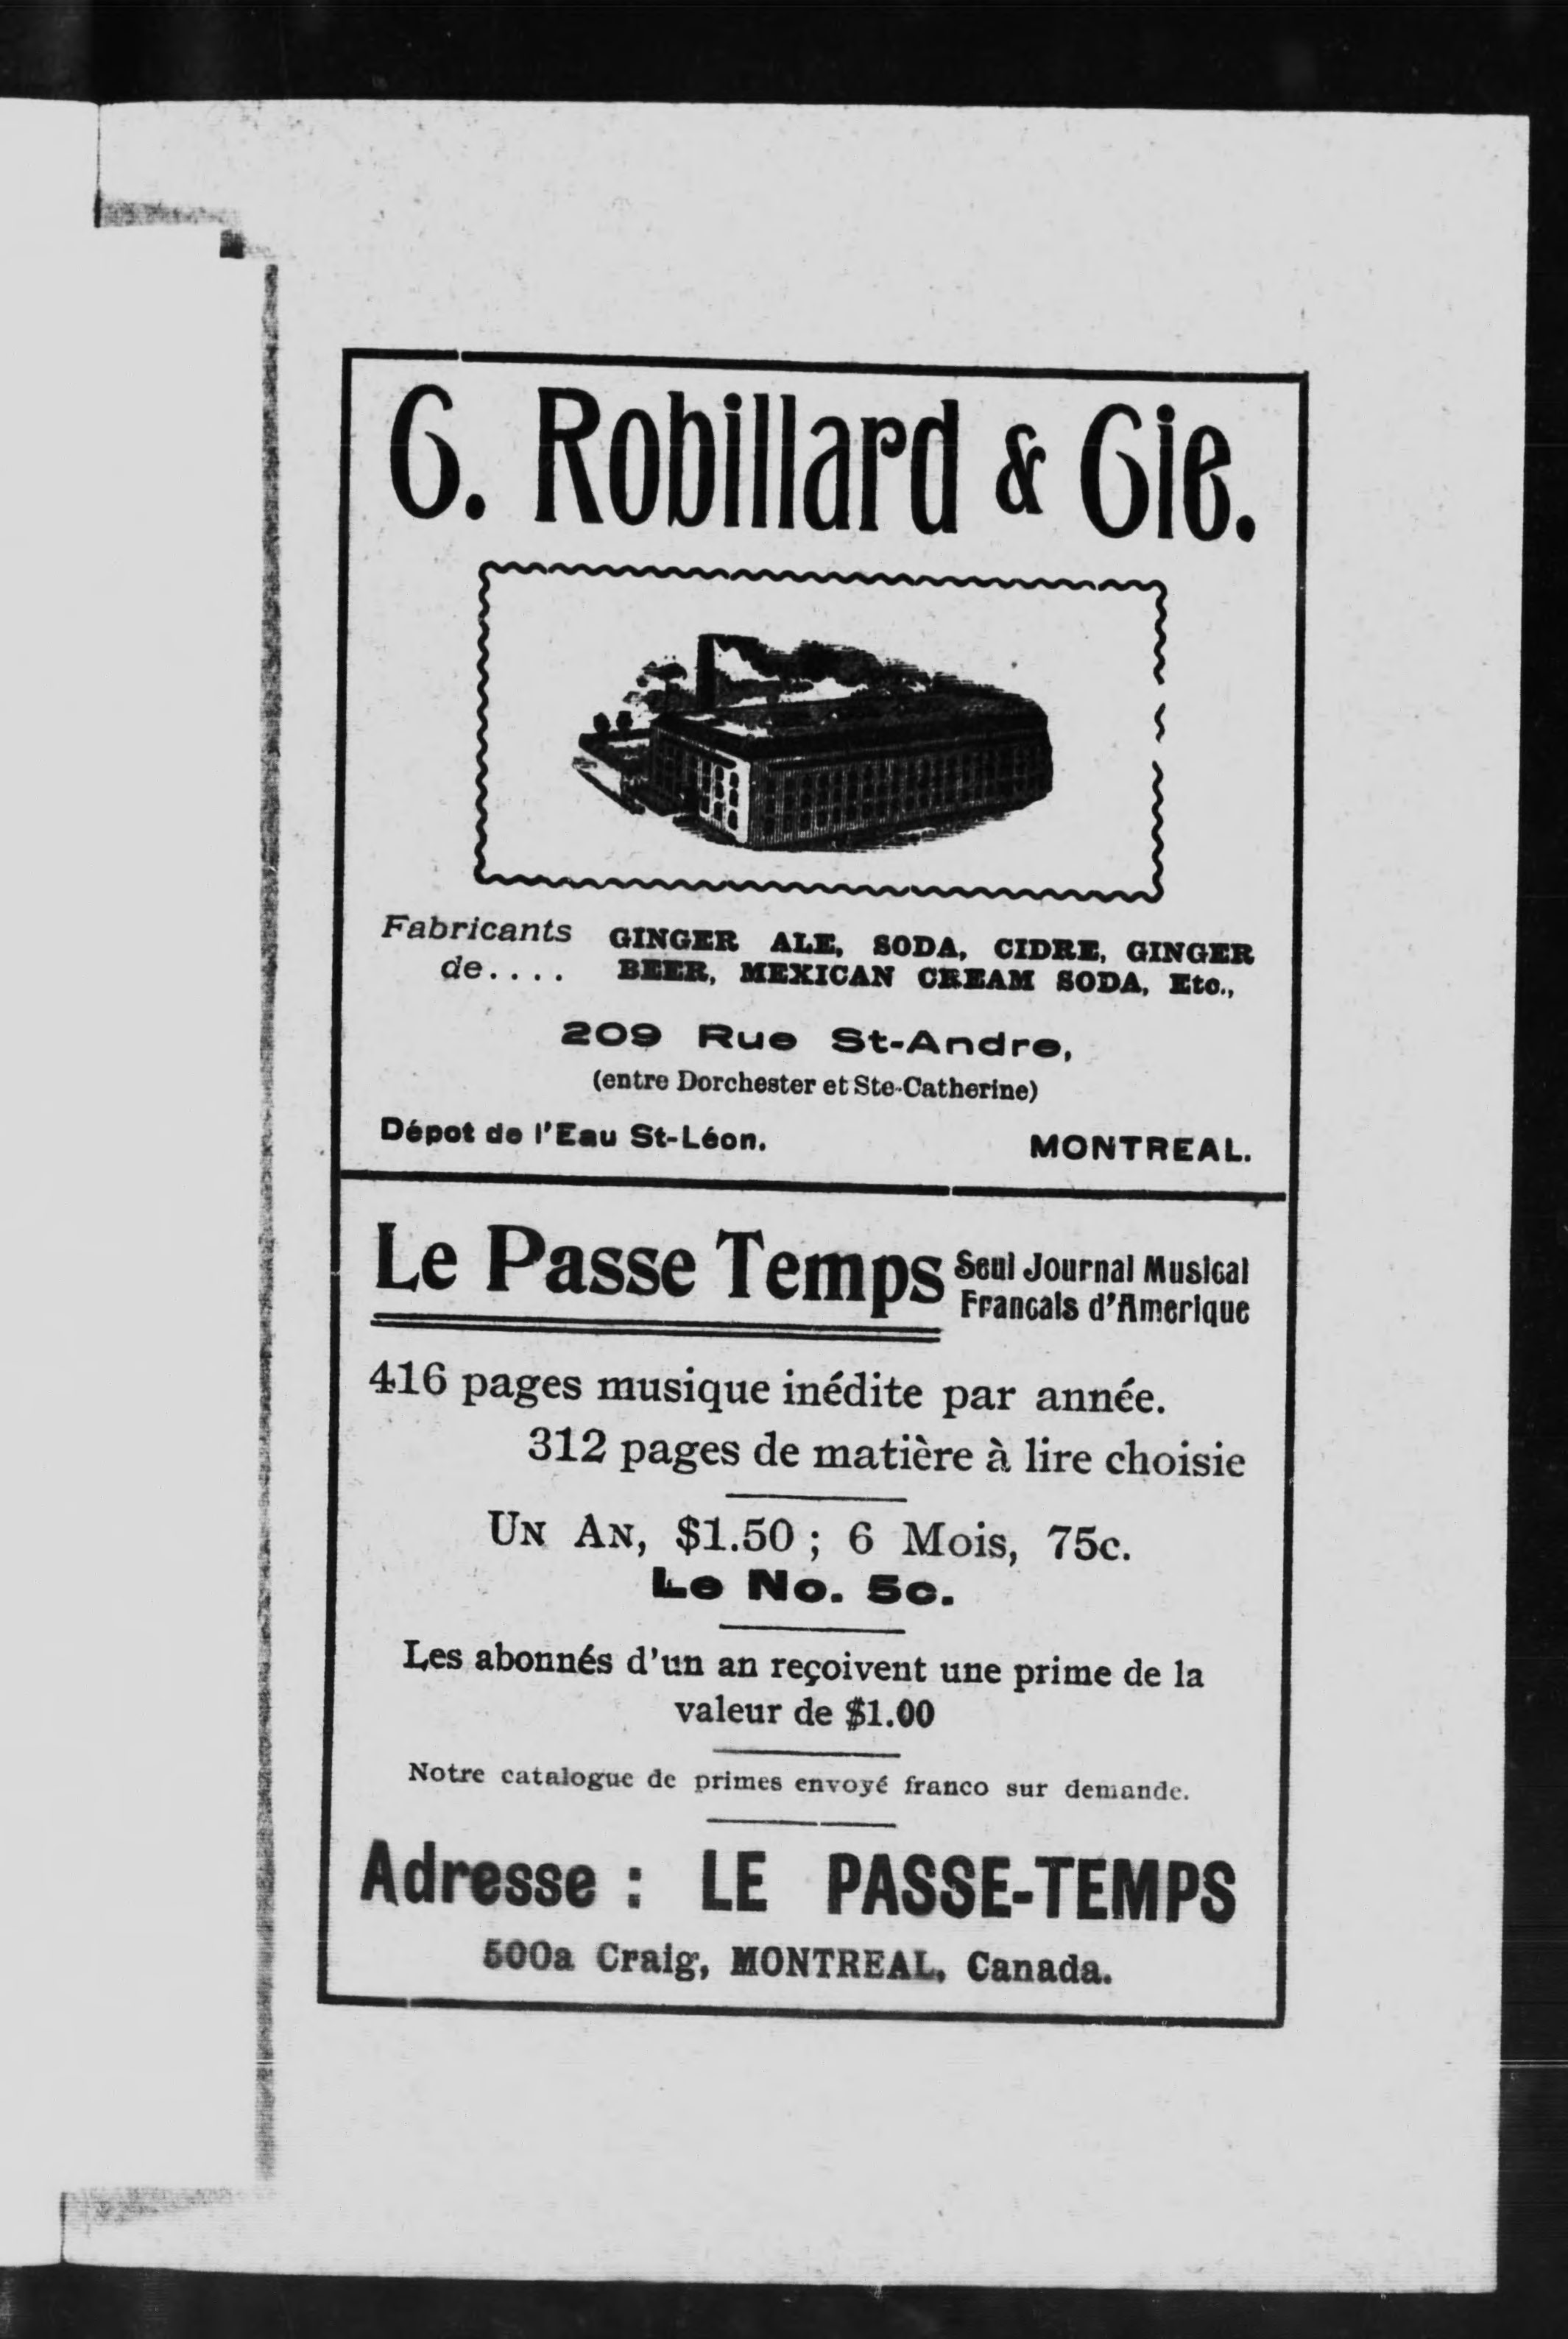 C. Robillard & Cie.
Fabricants GINGER ALE, SODA, CIDRE, GINGER
de.... BEER, MEXICAN CREAM SODA, Etc.,
209 Rue St-Andre,
(entre Dorchester et Ste-Catherine)
Dépot de l'Eau St-Léon. MONTREAL.
Le Passe Temps Seul Journal Musical
Francais d'Amerique
416 pages musique inédite par année.
312 pages de matière à lire choisie
UN AN, $1.50 ; 6 Mois, 75c.
Le No. 5c.
Les abonnés d'un an reçoivent une prime de la
valeur de $1.00
Notre catalogue de primes envoyé franco sur demande.
Adresse : LE PASSE-TEMPS
500a Craig, MONTREAL, Canada.